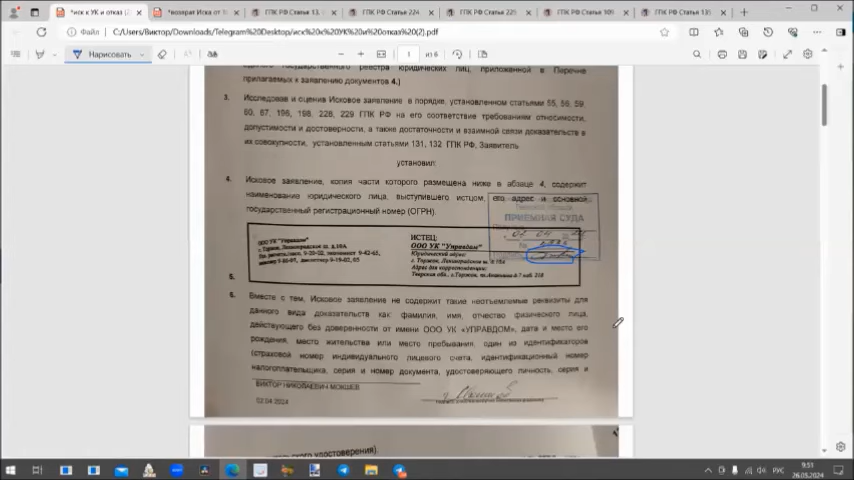 *иск к УК и отказ (2
*возврат Иска от 1
ГПК РФ Статья 13
ГПК РФ Статья 224
ГПК РФ Статья 225
ГПК РФ Статья 10
ГПК РФ Статья 13
Файл
C:/Users/Виктор/Downloads/Telegram%20Desktop/иск%20к%20УК%20и%20отказ%20(2).pdf
Рисовать
1
из 6
единого государственного реестра юридических лиц, приложенной в Перечне
прилагаемых к заявлению документов 4.)
3. Исследовав и оценив Исковое заявление в порядке, установленном статьями 55, 56, 59,
60, 67, 196, 198, 228, 229 ГПК РФ на его соответствие требованиям относимости,
допустимости и достоверности, а также достаточности и взаимной связи доказательств в
их совокупности, установленным статьями 131, 132 ГПК РФ, Заявитель
установил:
4. Исковое заявление, копия части которого размещена ниже в абзаце 4, содержит
наименование юридического лица, выступившего истцом, его адрес и основной
государственный регистрационный номер (ОГРН).
ПРИЕМНАЯ СУДА
ООО УК "Управдом"
ИСТЕЦ:
ООО УК "Управдом"
Юридический адрес:
Адрес для корреспонденции:
5.
6. Вместе с тем, Исковое заявление не содержит такие неотъемлемые реквизиты для
данного вида доказательств как фамилия, имя, отчество физического лица,
действующего без доверенности от имени ООО УК «УПРАВДОМ», дата и место его
рождения, место жительства или место пребывания, один из идентификаторов
(страховой номер индивидуального лицевого счета, идентификационный номер
налогоплательщика, серия и номер документа, удостоверяющего личность, серия и
ВИКТОР НИКОЛАЕВИЧ МОКШЕВ
02.04.2024
удостоверения).
РУС
9:51
26.05.2024